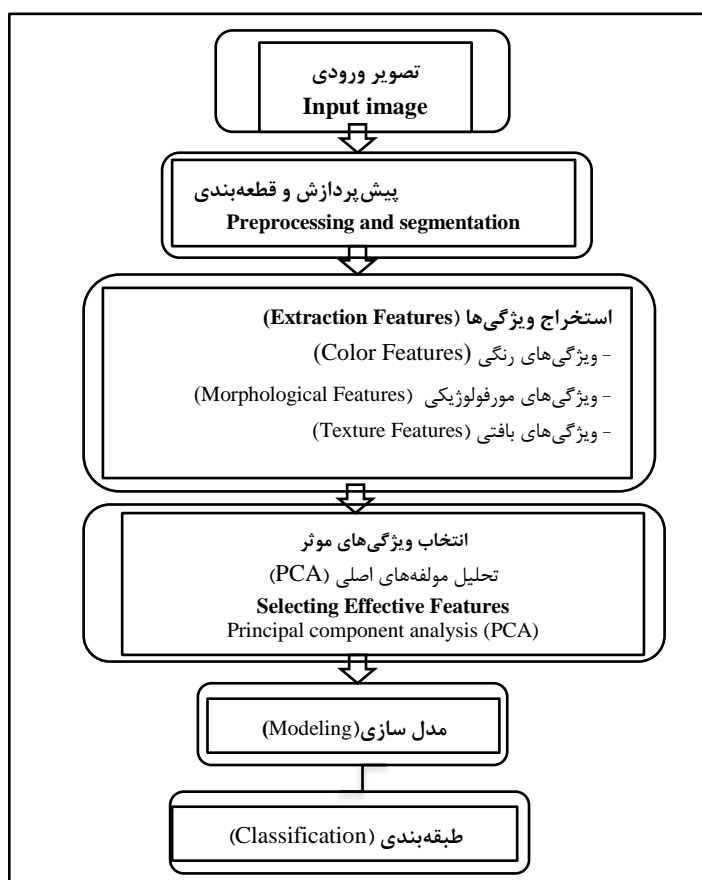 تصویر ورودی
Input image
پیش‌پردازش و قطعه‌بندی
Preprocessing and segmentation
استخراج ویژگی‌ها (Extraction Features)
- ویژگی‌های رنگی (Color Features)
- ویژگی‌های مورفولوژیکی (Morphological Features)
- ویژگی‌های بافتی (Texture Features)
انتخاب ویژگی‌های موثر
تحلیل مولفه‌های اصلی (PCA)
Selecting Effective Features
Principal component analysis (PCA)
مدل سازی(Modeling)
طبقه‌بندی (Classification)